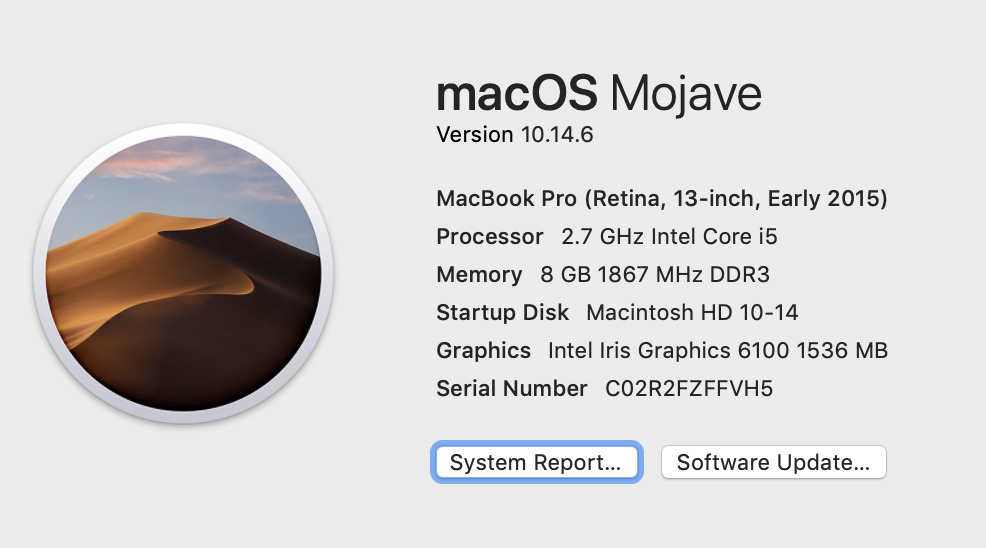 macOS Mojave
Version 10.14.6
MacBook Pro (Retina, 13-inch, Early 2015)
Processor 2.7 GHz Intel Core i5
Memory 8 GB 1867 MHz DDR3
Startup Disk Macintosh HD 10-14
Graphics Intel Iris Graphics 6100 1536 MB
Serial Number C02R2FZFFVH5
System Report... Software Update...